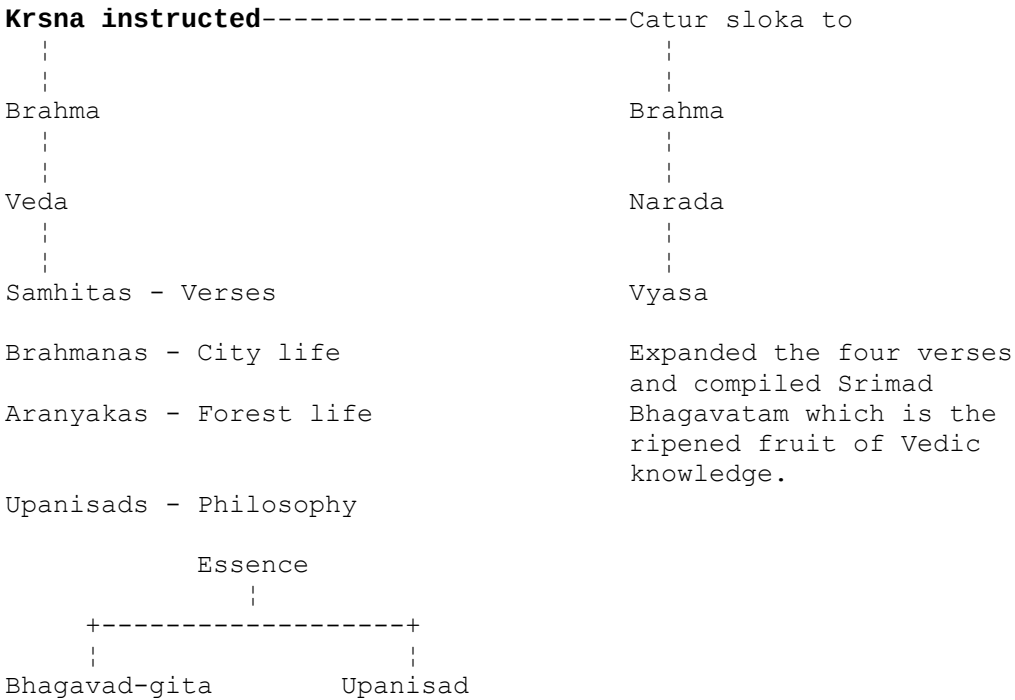 Krsna instructed-----------------------Catur sloka to
Brahma Brahma
Veda Narada
Samhitas - Verses Vyasa
Brahmanas - City life Expanded the four verses
and compiled Srimad
Aranyakas - Forest life Bhagavatam which is the
ripened fruit of Vedic
knowledge.
Upanisads - Philosophy
Essence
Bhagavad-gita Upanisad